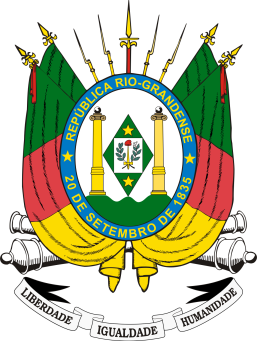 REPÚBLICA RIO-GRANDENSE
20 DE SETEMBRO DE 1835
LIBERDADE IGUALDADE HUMANIDADE